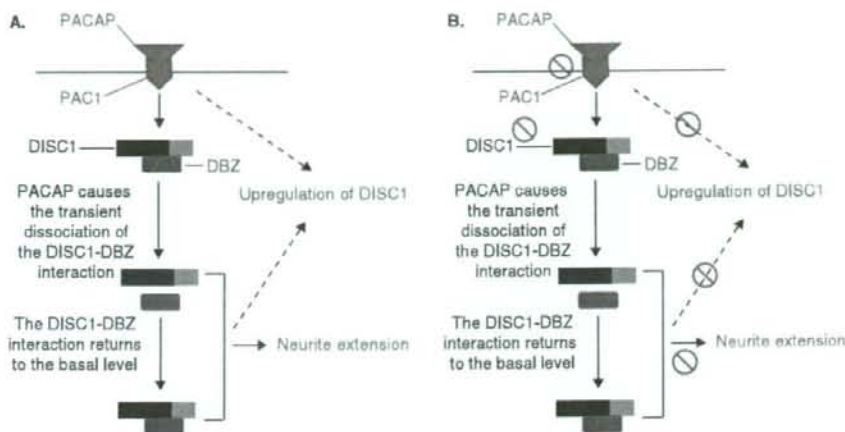 A.
PACAP
PAC1
DISC1
DBZ
Upregulation of DISC1
PACAP causes
the transient
dissociation of
the DISC1-DBZ
interaction
The DISC1-DBZ
interaction returns
to the basal level
Neurite extension
B.
PACAP
PAC1
DISC1
DBZ
Upregulation of DISC1
PACAP causes
the transient
dissociation of
the DISC1-DBZ
interaction
The DISC1-DBZ
interaction returns
to the basal level
Neurite extension